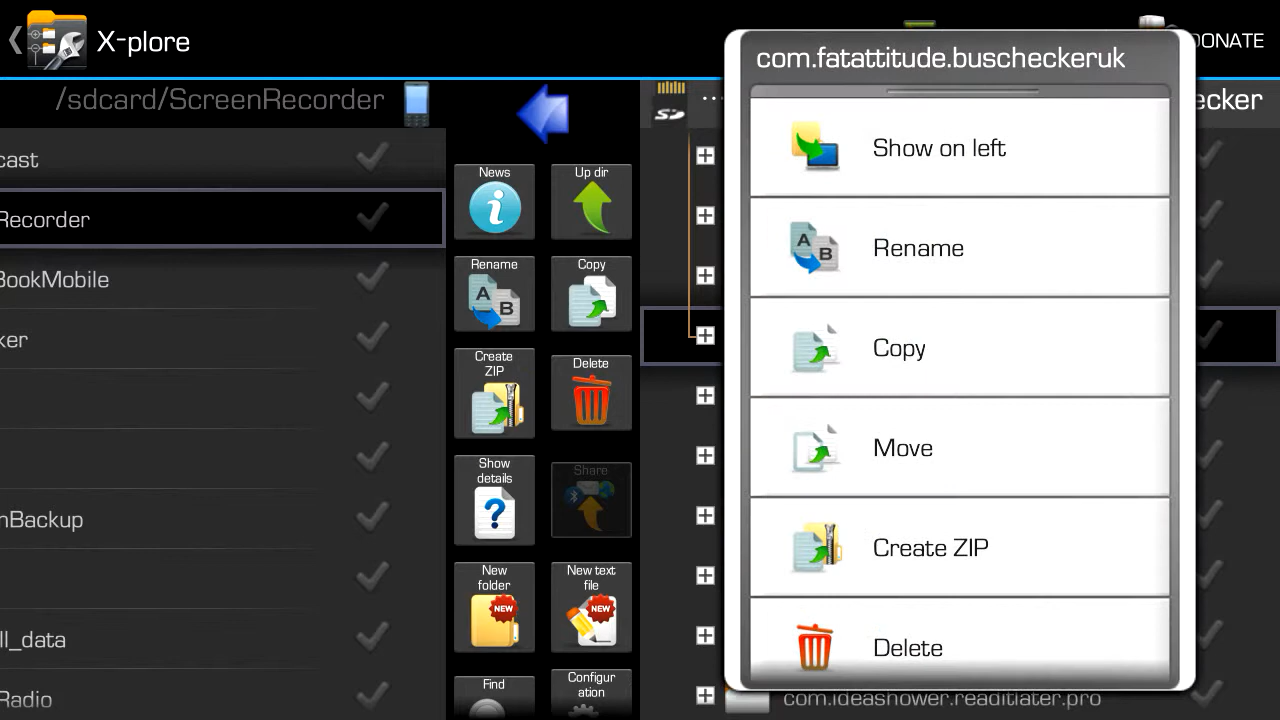 X-plore
DONATE
/sdcard/ScreenRecorder
cast
Recorder
BookMobile
ker
nBackup
ll_data
Radio
News
Up dir
Rename
Copy
Create
ZIP
Delete
Show
details
Share
New
folder
New text
file
NEW
NEW
Find
Configur
ation
...
ecker
com.fatattitude.buscheckeruk
Show on left
Rename
Copy
Move
Create ZIP
Delete
com.ideashower.readitlater.pro